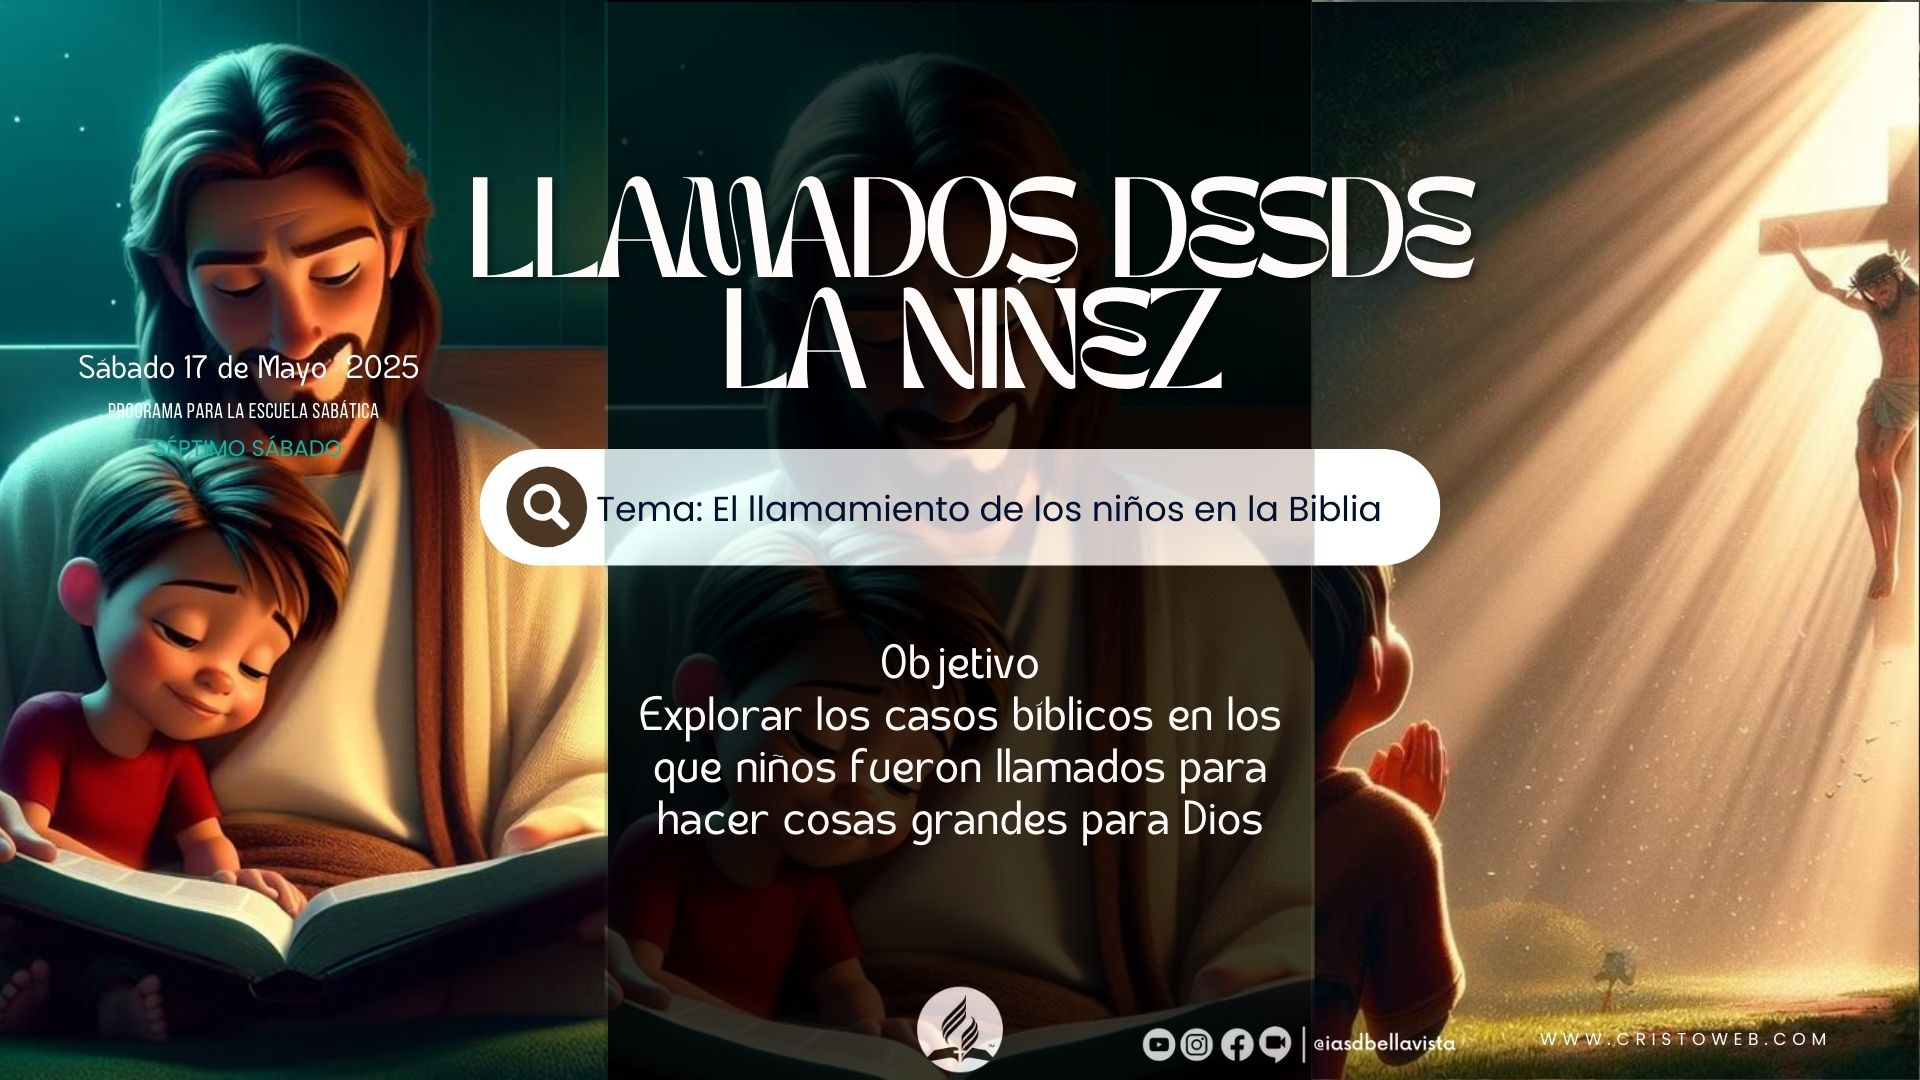 LLAMADOS DESDE
LA NIÑEZ
Sábado 17 de Mayo 2025
PROGRAMA PARA LA ESCUELA SABÁTICA
SÉPTIMO SÁBADO
Tema: El llamamiento de los niños en la Biblia
Objetivo
Explorar los casos bíblicos en los
que niños fueron llamados para
hacer cosas grandes para Dios
@iasdbellavista
WWW.CRISTOWEB.COM